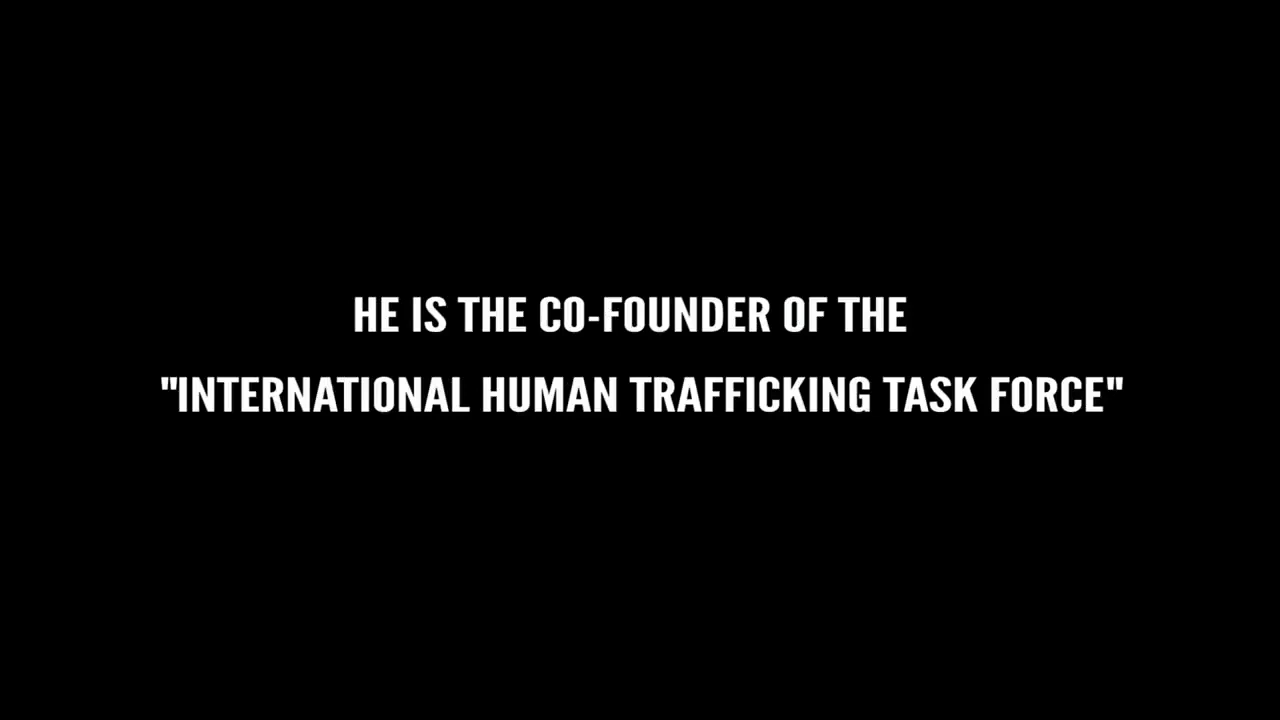 HE IS THE CO-FOUNDER OF THE
"INTERNATIONAL HUMAN TRAFFICKING TASK FORCE"